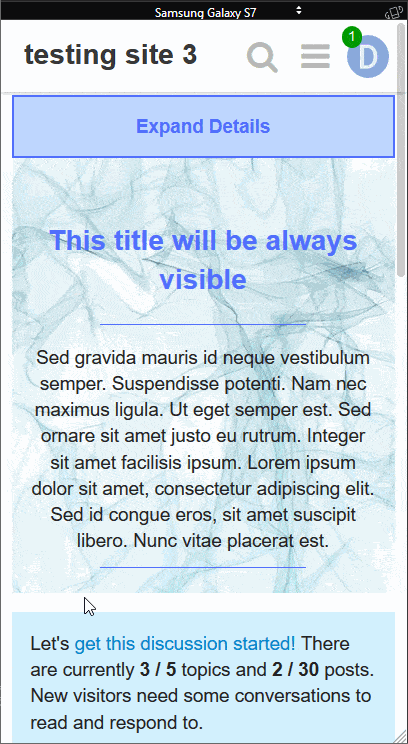 Samsung Galaxy S7
testing site 3
1
D
Expand Details
This title will be always
visible
Sed gravida mauris id neque vestibulum
semper. Suspendisse potenti. Nam nec
maximus ligula. Ut eget semper est. Sed
ornare sit amet justo eu rutrum. Integer
sit amet facilisis ipsum. Lorem ipsum
dolor sit amet, consectetur adipiscing elit.
Sed id congue eros, sit amet suscipit
libero. Nunc vitae placerat est.
Let's get this discussion started! There
are currently 3 / 5 topics and 2 / 30 posts.
New visitors need some conversations to
read and respond to.